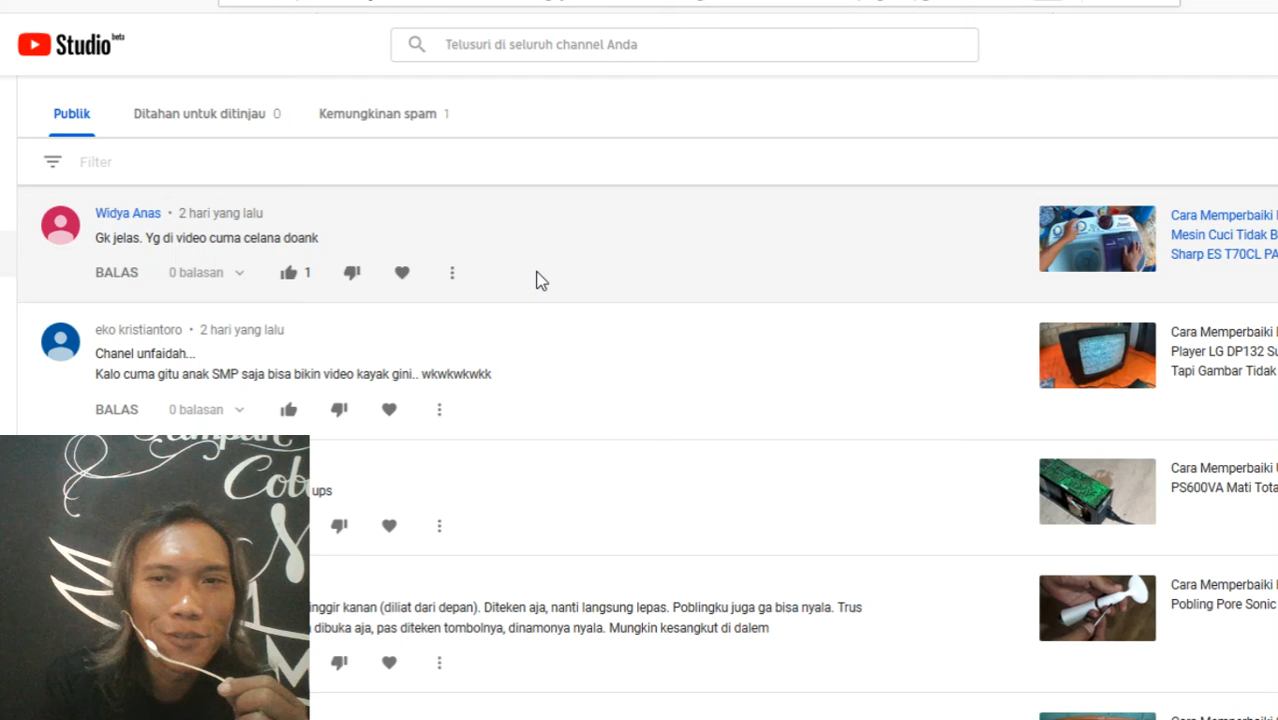 Studio beta
Telusuri di seluruh channel Anda
Publik
Ditahan untuk ditinjau 0
Kemungkinan spam 1
Filter
Widya Anas • 2 hari yang lalu
Gk jelas. Yg di video cuma celana doank
BALAS 0 balasan 1
Cara Memperbaiki
Mesin Cuci Tidak B
Sharp ES T70CL PA
eko kristiantoro • 2 hari yang lalu
Chanel unfaidah...
Kalo cuma gitu anak SMP saja bisa bikin video kayak gini.. wkwkwkwkk
BALAS 0 balasan
Cara Memperbaiki
Player LG DP132 Su
Tapi Gambar Tidak
ups
Cara Memperbaiki U
PS600VA Mati Tota
inggir kanan (diliat dari depan). Diteken aja, nanti langsung lepas. Poblingku juga ga bisa nyala. Trus
dibuka aja, pas diteken tombolnya, dinamonya nyala. Mungkin kesangkut di dalem
Cara Memperbaiki
Pobling Pore Sonic